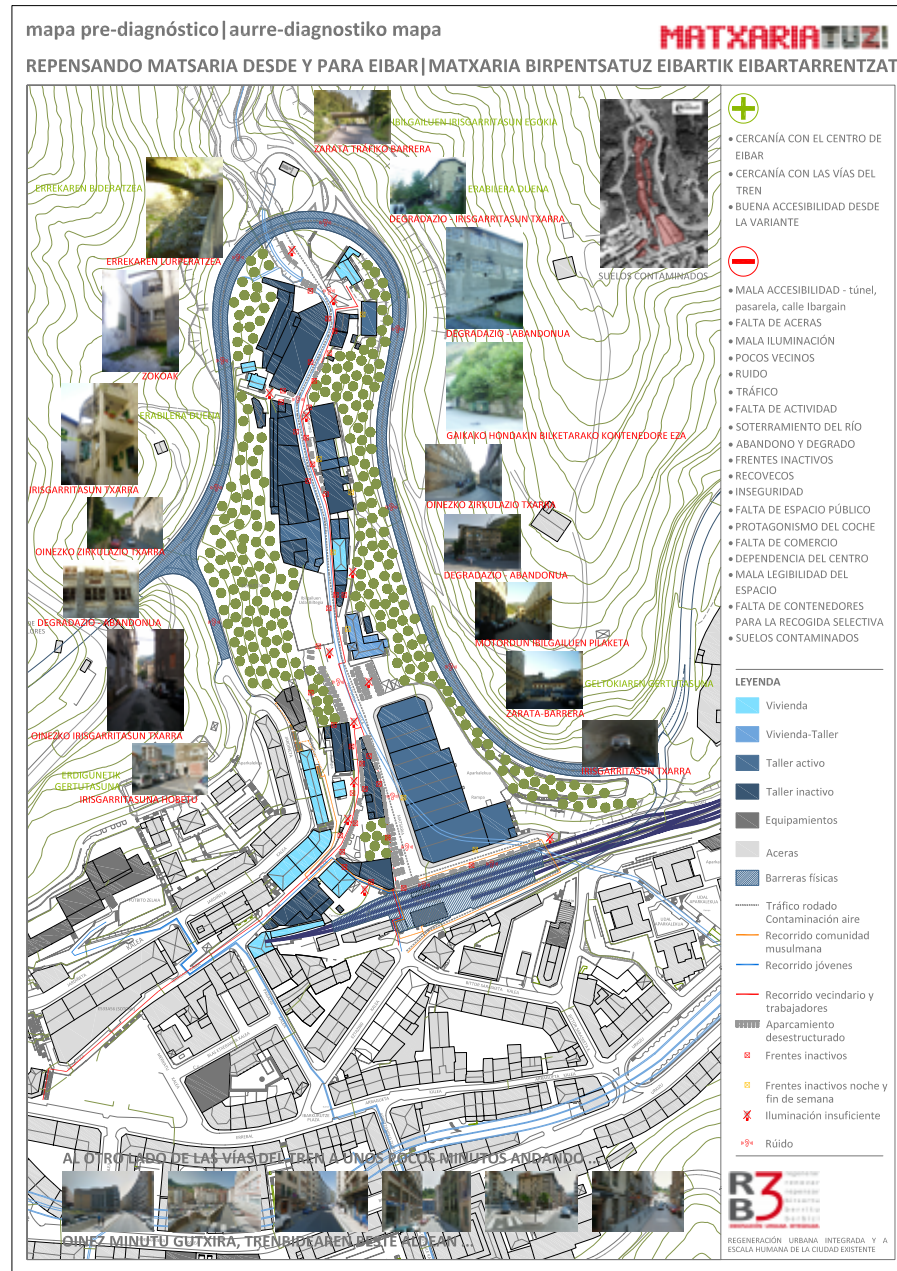 mapa pre-diagnóstico|aurre-diagnostiko mapa
MATXARIATUZ!
REPENSANDO MATSARIA DESDE Y PARA EIBAR|MATXARIA BIRPENTSATUZ EIBARTIK EIBARTARRENTZAT
IBILGAILUEN IRISGARRITASUN EGOKIA
ZARATA TRAFIKO BARRERA
ERREKAREN BIDERATZEA
ERABILERA DUENA
DEGRADAZIO - IRISGARRITASUN TXARRA
ERREKAREN LURPERATZEA
SUELOS CONTAMINADOS
DEGRADAZIO - ABANDONUA
ZOKOAK
ERABILERA DUENA
GAIKAKO HONDAKIN BILKETARAKO KONTENEDORE EZA
IRISGARRITASUN TXARRA
OINEZKO ZIRKULAZIO TXARRA
OINEZKO ZIRKULAZIO TXARRA
DEGRADAZIO - ABANDONUA
DEGRADAZIO - ABANDONUA
MOTORDUN IBILGAILUEN PILAKETA
GELTOKIAREN GERTUTASUNA
ZARATA-BARRERA
OINEZKO IRISGARRITASUN TXARRA
IRISGARRITASUN TXARRA
ERDIGUNETIK
GERTUTASUNA
IRISGARRITASUNA HOBETU
AL OTRO LADO DE LAS VÍAS DEL TREN A UNOS POCOS MINUTOS ANDANDO ...
OINEZ MINUTU GUTXIRA, TRENBIDEAREN BESTE ALDEAN ...
• CERCANÍA CON EL CENTRO DE
EIBAR
• CERCANÍA CON LAS VÍAS DEL
TREN
• BUENA ACCESIBILIDAD DESDE
LA VARIANTE
• MALA ACCESIBILIDAD - túnel,
pasarela, calle Ibargain
• FALTA DE ACERAS
• MALA ILUMINACIÓN
• POCOS VECINOS
• RUIDO
• TRÁFICO
• FALTA DE ACTIVIDAD
• SOTERRAMIENTO DEL RÍO
• ABANDONO Y DEGRADO
• FRENTES INACTIVOS
• RECOVECOS
• INSEGURIDAD
• FALTA DE ESPACIO PÚBLICO
• PROTAGONISMO DEL COCHE
• FALTA DE COMERCIO
• DEPENDENCIA DEL CENTRO
• MALA LEGIBILIDAD DEL
ESPACIO
• FALTA DE CONTENEDORES
PARA LA RECOGIDA SELECTIVA
• SUELOS CONTAMINADOS
LEYENDA
Vivienda
Vivienda-Taller
Taller activo
Taller inactivo
Equipamientos
Aceras
Barreras físicas
Tráfico rodado
Contaminación aire
Recorrido comunidad
musulmana
Recorrido jóvenes
Recorrido vecindario y
trabajadores
Aparcamiento
desestructurado
Frentes inactivos
Frentes inactivos noche y
fin de semana
Iluminación insuficiente
Rúido
R3B
REGENERACIÓN URBANA INTEGRADA Y A
ESCALA HUMANA DE LA CIUDAD EXISTENTE